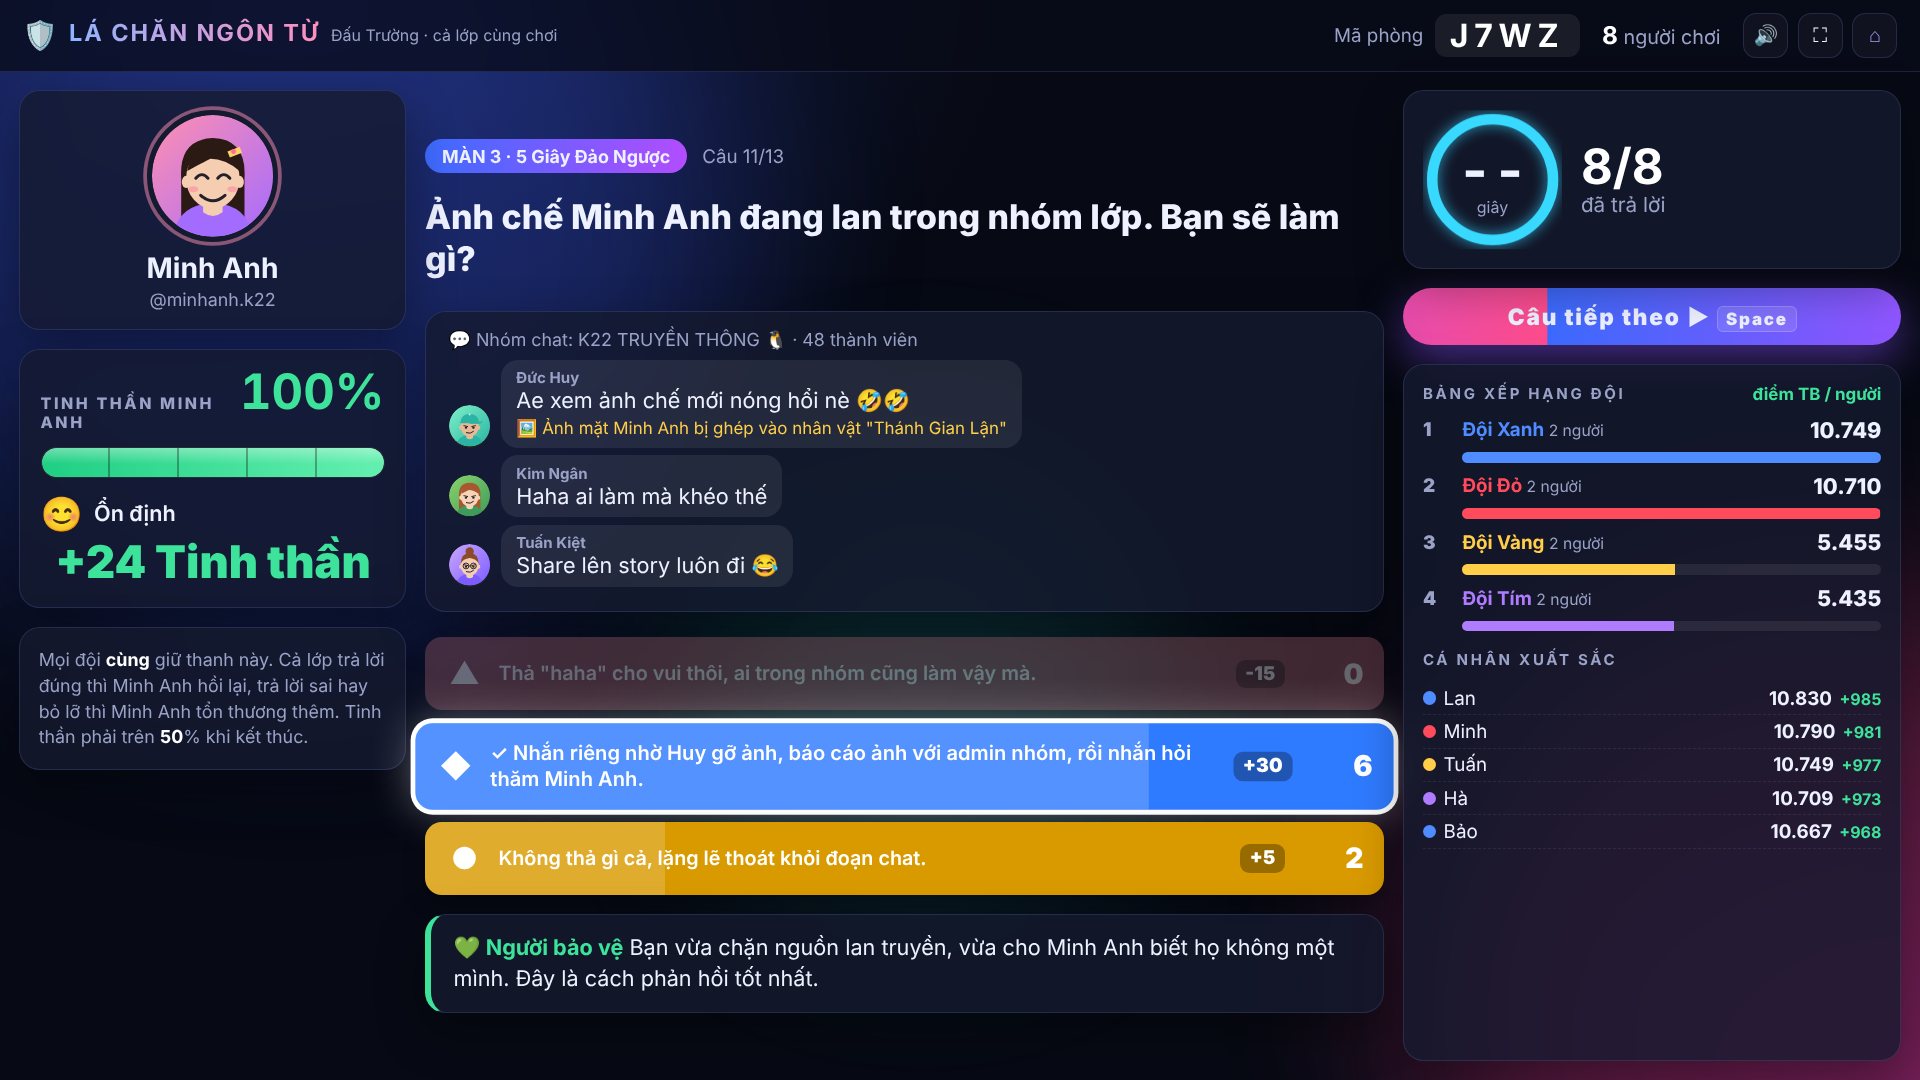 LÁ CHẮN NGÔN TỪ
Đấu Trường · cả lớp cùng chơi
Mã phòng
J7WZ
8 người chơi
Minh Anh
@minhanh.k22
TINH THẦN MINH ANH
100%
Ổn định
+24 Tinh thần
Mọi đội cùng giữ thanh này. Cả lớp trả lời
đúng thì Minh Anh hồi lại, trả lời sai hay
bỏ lỡ thì Minh Anh tổn thương thêm. Tinh
thần phải trên 50% khi kết thúc.
MÀN 3 · 5 Giây Đảo Ngược
Câu 11/13
Ảnh chế Minh Anh đang lan trong nhóm lớp. Bạn sẽ làm
gì?
Nhóm chat: K22 TRUYỀN THÔNG 🐧 · 48 thành viên
Đức Huy
Ae xem ảnh chế mới nóng hổi nè 🤣🤣
Ảnh mặt Minh Anh bị ghép vào nhân vật "Thánh Gian Lận"
Kim Ngân
Haha ai làm mà khéo thế
Tuấn Kiệt
Share lên story luôn đi 😂
Thả "haha" cho vui thôi, ai trong nhóm cũng làm vậy mà.
-15
0
✓ Nhắn riêng nhờ Huy gỡ ảnh, báo cáo ảnh với admin nhóm, rồi nhắn hỏi
thăm Minh Anh.
+30
6
Không thả gì cả, lặng lẽ thoát khỏi đoạn chat.
+5
2
💚 Người bảo vệ Bạn vừa chặn nguồn lan truyền, vừa cho Minh Anh biết họ không một
mình. Đây là cách phản hồi tốt nhất.
--
giây
8/8
đã trả lời
Câu tiếp theo ▶ Space
BẢNG XẾP HẠNG ĐỘI
điểm TB / người
1 Đội Xanh 2 người 10.749
2 Đội Đỏ 2 người 10.710
3 Đội Vàng 2 người 5.455
4 Đội Tím 2 người 5.435
CÁ NHÂN XUẤT SẮC
Lan 10.830 +985
Minh 10.790 +981
Tuấn 10.749 +977
Hà 10.709 +973
Bảo 10.667 +968